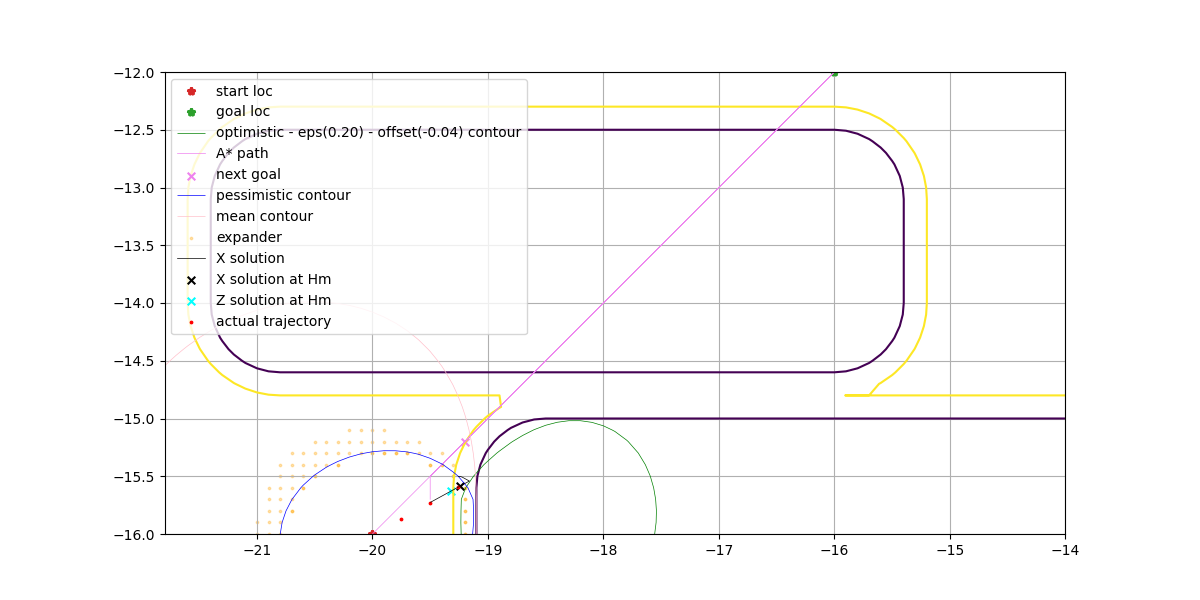 −12.0
−12.5
−13.0
−13.5
−14.0
−14.5
−15.0
−15.5
−16.0
start loc
goal loc
optimistic - eps(0.20) - offset(-0.04) contour
A* path
next goal
pessimistic contour
mean contour
expander
X solution
X solution at Hm
Z solution at Hm
actual trajectory
−21
−20
−19
−18
−17
−16
−15
−14